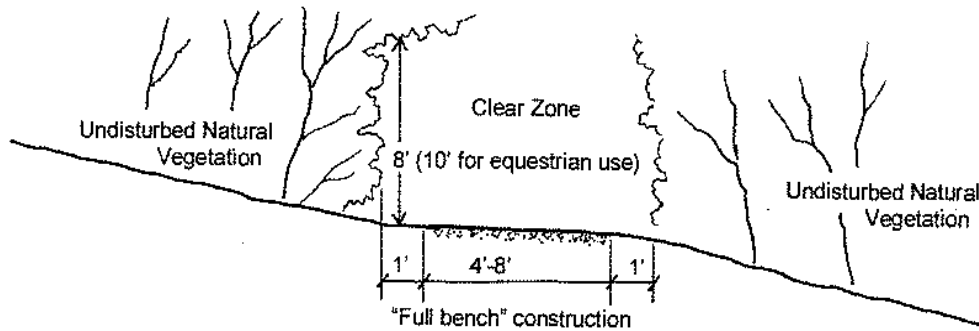 Clear Zone
Undisturbed Natural
Vegetation
8' (10' for equestrian use)
Undisturbed Natural
Vegetation
1'
4'-8'
1'
"Full bench" construction